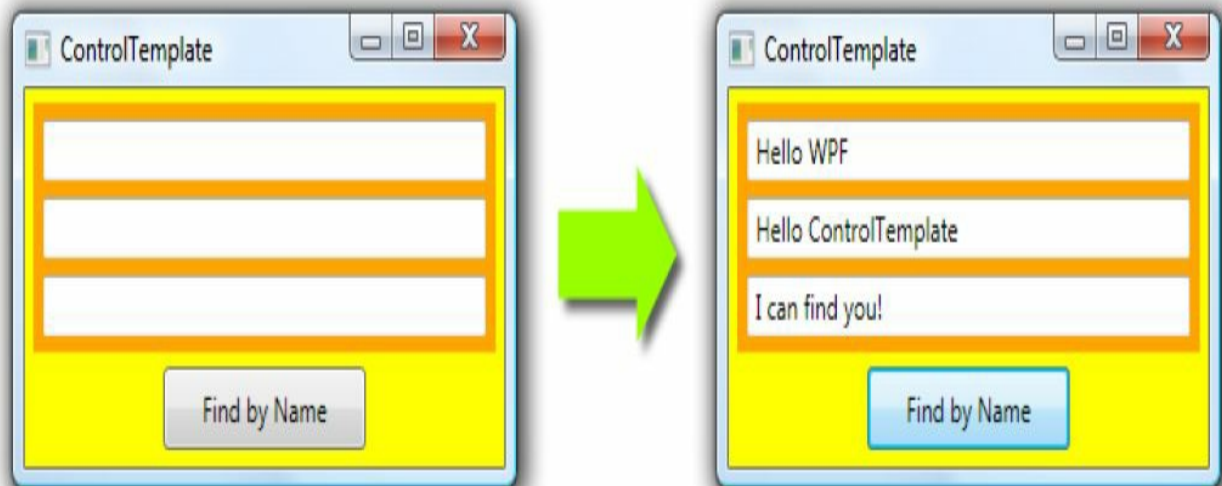 ControlTemplate
Find by Name
ControlTemplate
Hello WPF
Hello ControlTemplate
I can find you!
Find by Name